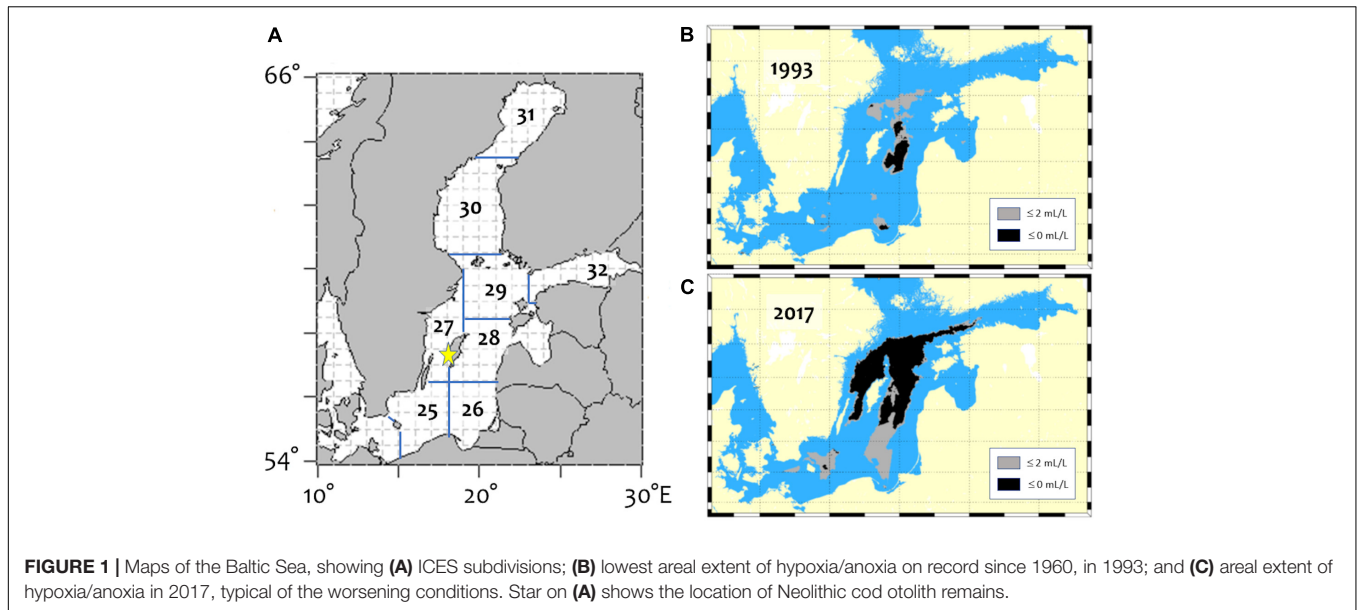 A
66°
31
30
32
29
27
28
25
26
54°
10°
20°
30°E
B
1993
≤ 2 mL/L
≤ 0 mL/L
C
2017
≤ 2 mL/L
≤ 0 mL/L
FIGURE 1 | Maps of the Baltic Sea, showing (A) ICES subdivisions; (B) lowest areal extent of hypoxia/anoxia on record since 1960, in 1993; and (C) areal extent of
hypoxia/anoxia in 2017, typical of the worsening conditions. Star on (A) shows the location of Neolithic cod otolith remains.